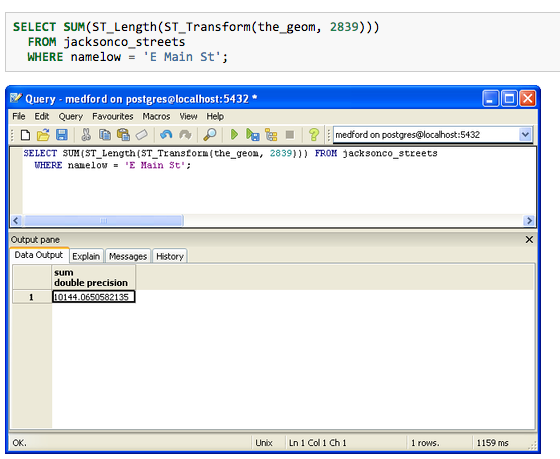 SELECT SUM(ST_Length(ST_Transform(the_geom, 2839)))
FROM jacksonco_streets
WHERE namelow = 'E Main St';
Query - medford on postgres@localhost:5432 *
File Edit Query Favourites Macros View Help
medford on postgres@localhost:5432
SELECT SUM(ST_Length(ST_Transform(the_geom, 2839))) FROM jacksonco_streets
WHERE namelow = 'E Main St';
Output pane
Data Output Explain Messages History
sum
double precision
1 10144.0650582135
OK. Unix Ln 1 Col 1 Ch 1 1 rows. 1159 ms